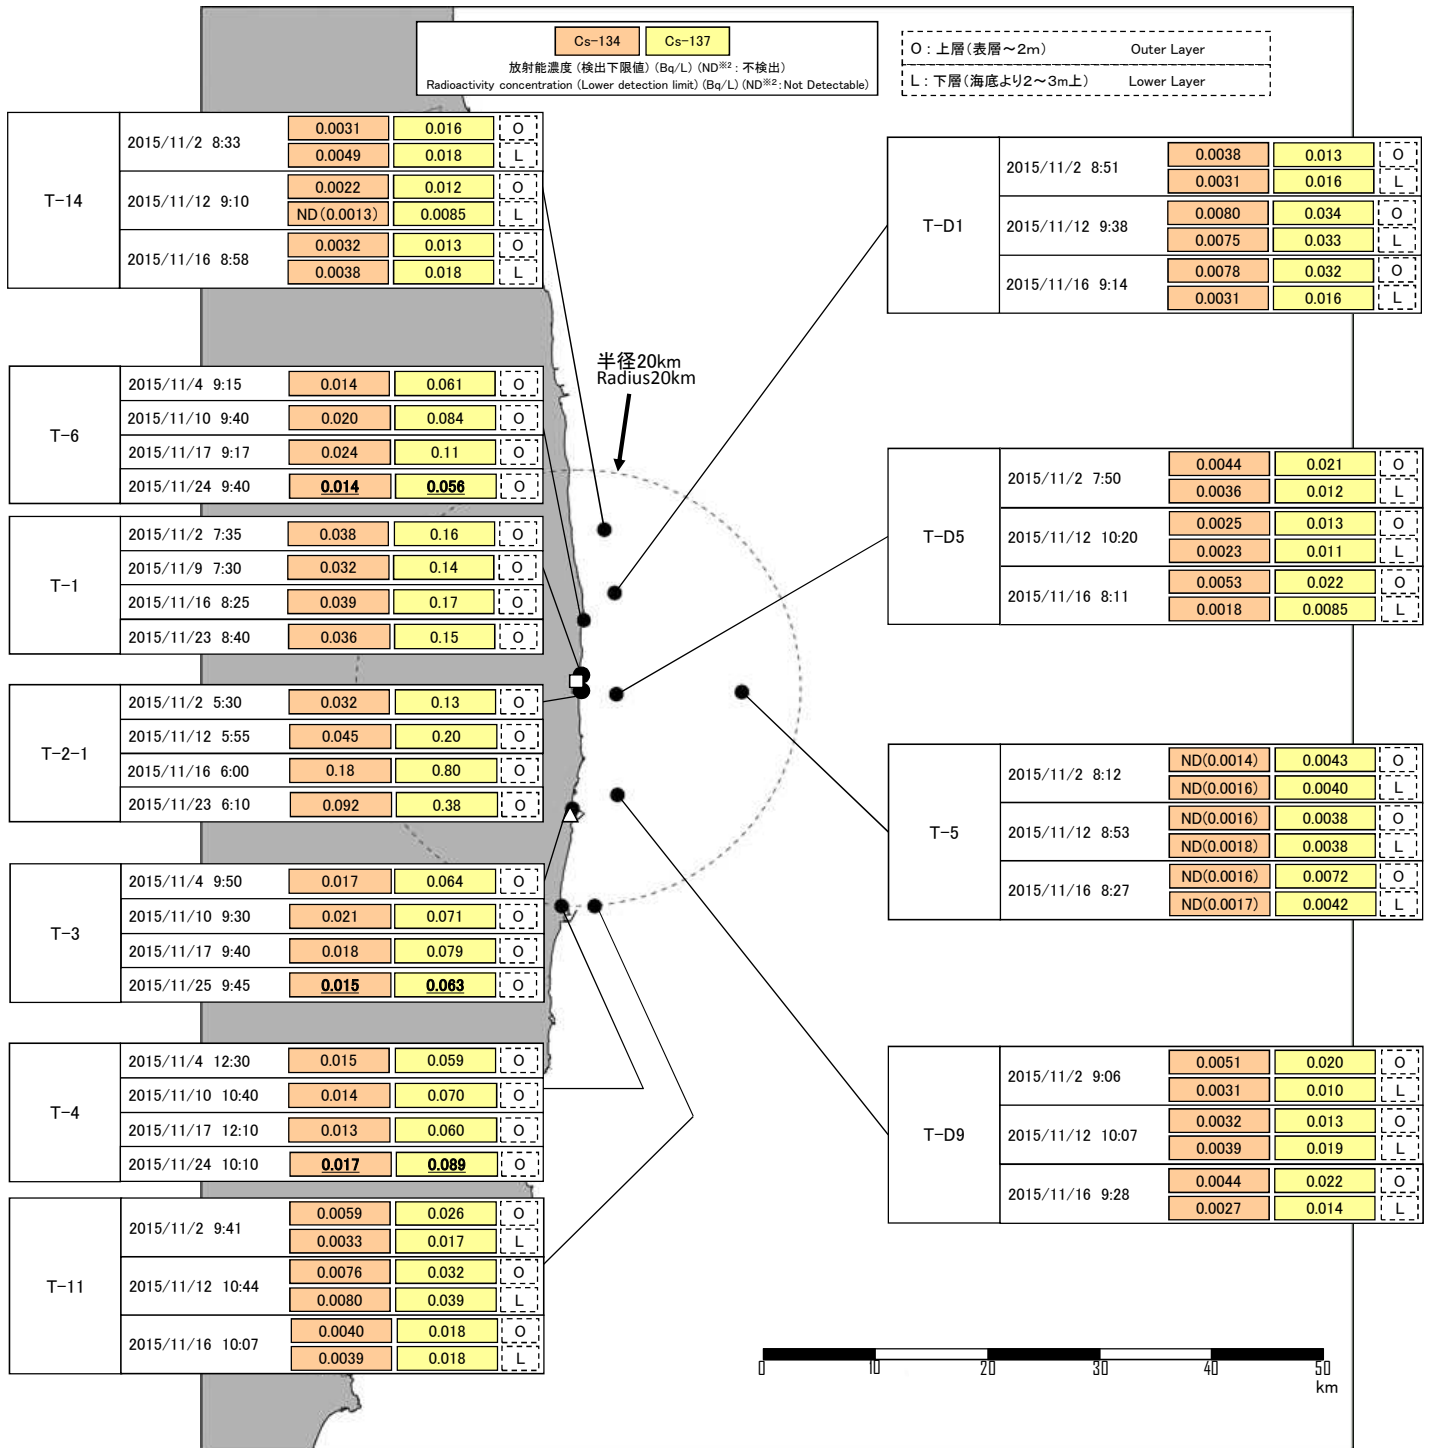 Cs-134 Cs-137
放射能濃度 (検出下限値) (Bq/L) (ND※2 : 不検出)
Radioactivity concentration (Lower detection limit) (Bq/L) (ND※2 : Not Detectable)
O : 上層(表層～2m) Outer Layer
L : 下層(海底より2～3m上) Lower Layer
T-14
2015/11/2 8:33
0.0031 0.016 O
0.0049 0.018 L
2015/11/12 9:10
0.0022 0.012 O
ND(0.0013) 0.0085 L
2015/11/16 8:58
0.0032 0.013 O
0.0038 0.018 L
T-6
2015/11/4 9:15 0.014 0.061 O
2015/11/10 9:40 0.020 0.084 O
2015/11/17 9:17 0.024 0.11 O
2015/11/24 9:40 0.014 0.056 O
T-1
2015/11/2 7:35 0.038 0.16 O
2015/11/9 7:30 0.032 0.14 O
2015/11/16 8:25 0.039 0.17 O
2015/11/23 8:40 0.036 0.15 O
T-2-1
2015/11/2 5:30 0.032 0.13 O
2015/11/12 5:55 0.045 0.20 O
2015/11/16 6:00 0.18 0.80 O
2015/11/23 6:10 0.092 0.38 O
T-3
2015/11/4 9:50 0.017 0.064 O
2015/11/10 9:30 0.021 0.071 O
2015/11/17 9:40 0.018 0.079 O
2015/11/25 9:45 0.015 0.063 O
T-4
2015/11/4 12:30 0.015 0.059 O
2015/11/10 10:40 0.014 0.070 O
2015/11/17 12:10 0.013 0.060 O
2015/11/24 10:10 0.017 0.089 O
T-11
2015/11/2 9:41
0.0059 0.026 O
0.0033 0.017 L
2015/11/12 10:44
0.0076 0.032 O
0.0080 0.039 L
2015/11/16 10:07
0.0040 0.018 O
0.0039 0.018 L
半径20km
Radius20km
T-D1
2015/11/2 8:51
0.0038 0.013 O
0.0031 0.016 L
2015/11/12 9:38
0.0080 0.034 O
0.0075 0.033 L
2015/11/16 9:14
0.0078 0.032 O
0.0031 0.016 L
T-D5
2015/11/2 7:50
0.0044 0.021 O
0.0036 0.012 L
2015/11/12 10:20
0.0025 0.013 O
0.0023 0.011 L
2015/11/16 8:11
0.0053 0.022 O
0.0018 0.0085 L
T-5
2015/11/2 8:12
ND(0.0014) 0.0043 O
ND(0.0016) 0.0040 L
2015/11/12 8:53
ND(0.0016) 0.0038 O
ND(0.0018) 0.0038 L
2015/11/16 8:27
ND(0.0016) 0.0072 O
ND(0.0017) 0.0042 L
T-D9
2015/11/2 9:06
0.0051 0.020 O
0.0031 0.010 L
2015/11/12 10:07
0.0032 0.013 O
0.0039 0.019 L
2015/11/16 9:28
0.0044 0.022 O
0.0027 0.014 L
0 10 20 30 40 50
km